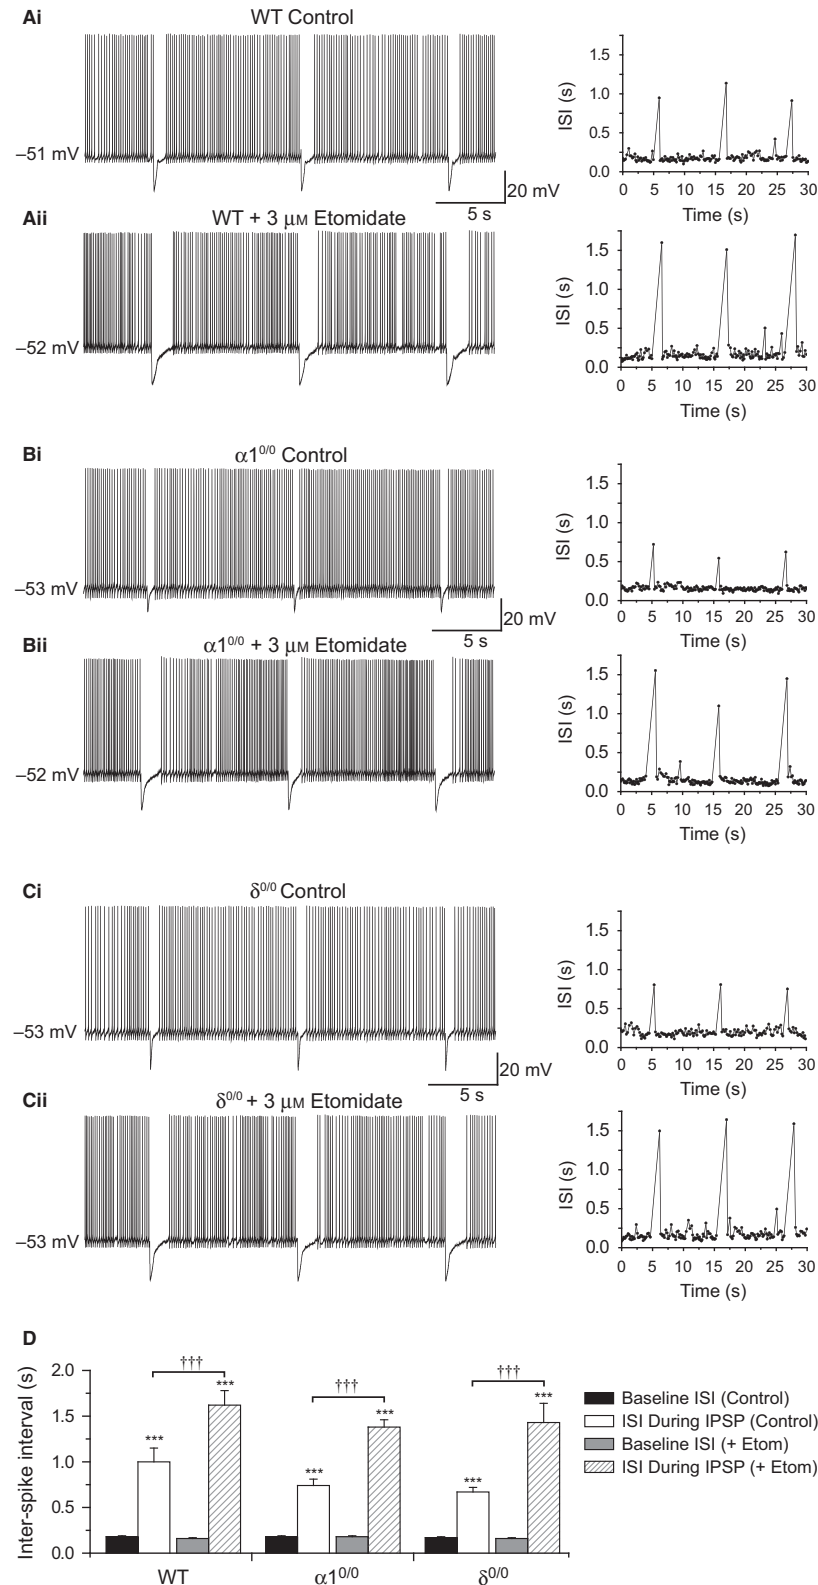 Ai
WT Control
–51 mV
20 mV
5 s
ISI (s)
1.5
1.0
0.5
0.0
0 5 10 15 20 25 30
Time (s)
Aii
WT + 3 μM Etomidate
–52 mV
ISI (s)
1.5
1.0
0.5
0.0
0 5 10 15 20 25 30
Time (s)
Bi
α1⁰/⁰ Control
–53 mV
20 mV
5 s
ISI (s)
1.5
1.0
0.5
0.0
0 5 10 15 20 25 30
Time (s)
Bii
α1⁰/⁰ + 3 μM Etomidate
–52 mV
ISI (s)
1.5
1.0
0.5
0.0
0 5 10 15 20 25 30
Time (s)
Ci
δ⁰/⁰ Control
–53 mV
20 mV
5 s
ISI (s)
1.5
1.0
0.5
0.0
0 5 10 15 20 25 30
Time (s)
Cii
δ⁰/⁰ + 3 μM Etomidate
–53 mV
ISI (s)
1.5
1.0
0.5
0.0
0 5 10 15 20 25 30
Time (s)
D
Inter-spike interval (s)
2.0
1.5
1.0
0.5
0.0
†††
***
***
†††
***
***
†††
***
***
WT
α1⁰/⁰
δ⁰/⁰
Baseline ISI (Control)
ISI During IPSP (Control)
Baseline ISI (+ Etom)
ISI During IPSP (+ Etom)